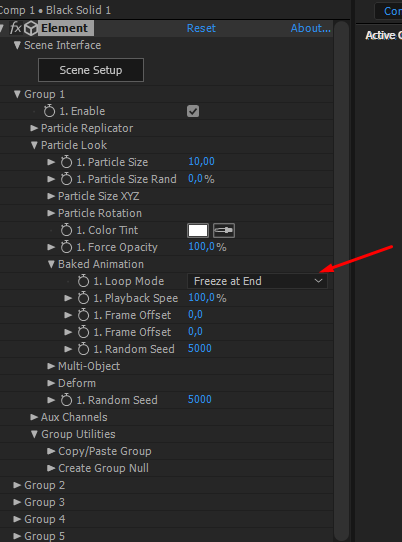 Comp 1 • Black Solid 1
fx Element Reset About...
Scene Interface
Scene Setup
Group 1
1. Enable
Particle Replicator
Particle Look
1. Particle Size 10,00
1. Particle Size Rand 0,0%
Particle Size XYZ
Particle Rotation
1. Color Tint
1. Force Opacity 100,0%
Baked Animation
1. Loop Mode Freeze at End
1. Playback Spee 100,0%
1. Frame Offset 0,0
1. Frame Offset 0,0
1. Random Seed 5000
Multi-Object
Deform
1. Random Seed 5000
Aux Channels
Group Utilities
Copy/Paste Group
Create Group Null
Group 2
Group 3
Group 4
Group 5
Con
Active